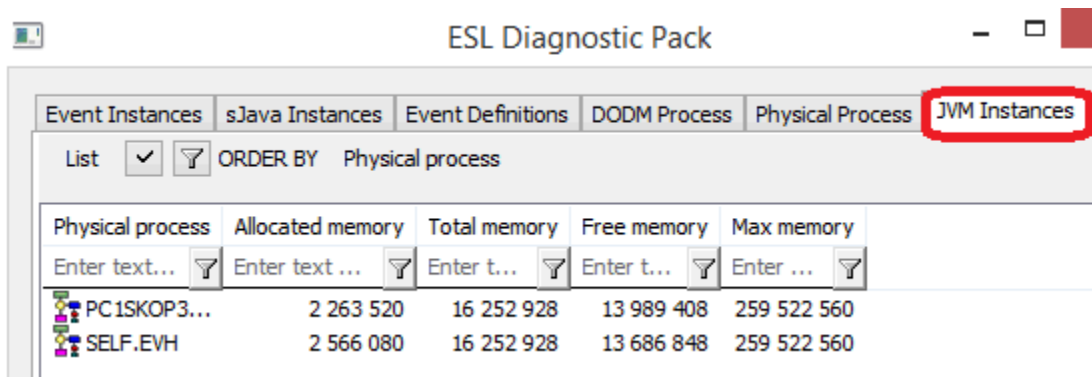 ESL Diagnostic Pack
Event Instances sJava Instances Event Definitions DODM Process Physical Process JVM Instances
List ORDER BY Physical process
Physical process Allocated memory Total memory Free memory Max memory
Enter text... Enter text ... Enter t... Enter t... Enter ...
PC1SKOP3... 2 263 520 16 252 928 13 989 408 259 522 560
SELF.EVH 2 566 080 16 252 928 13 686 848 259 522 560